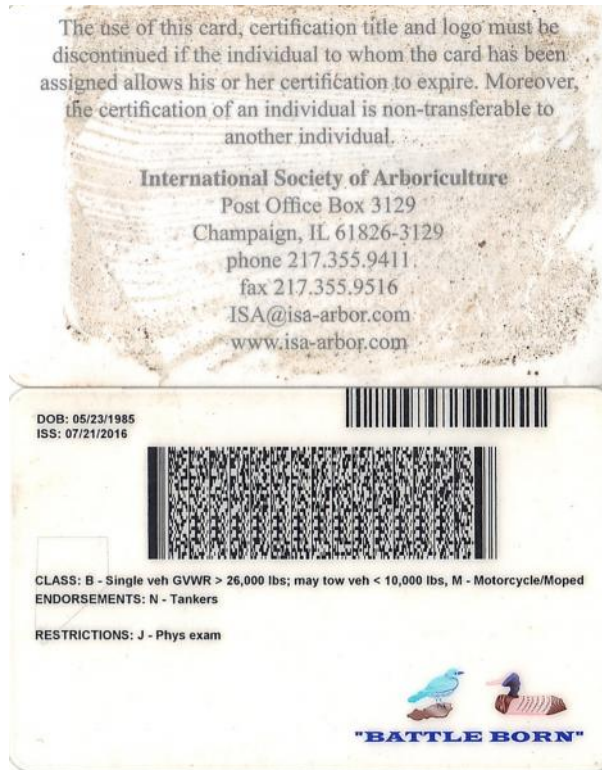 The use of this card, certification title and logo must be
discontinued if the individual to whom the card has been
assigned allows his or her certification to expire. Moreover,
the certification of an individual is non-transferable to
another individual.
International Society of Arboriculture
Post Office Box 3129
Champaign, IL 61826-3129
phone 217.355.9411
fax 217.355.9516
ISA@isa-arbor.com
www.isa-arbor.com
DOB: 05/23/1985
ISS: 07/21/2016
CLASS: B - Single veh GVWR > 26,000 lbs; may tow veh < 10,000 lbs, M - Motorcycle/Moped
ENDORSEMENTS: N - Tankers
RESTRICTIONS: J - Phys exam
"BATTLE BORN"